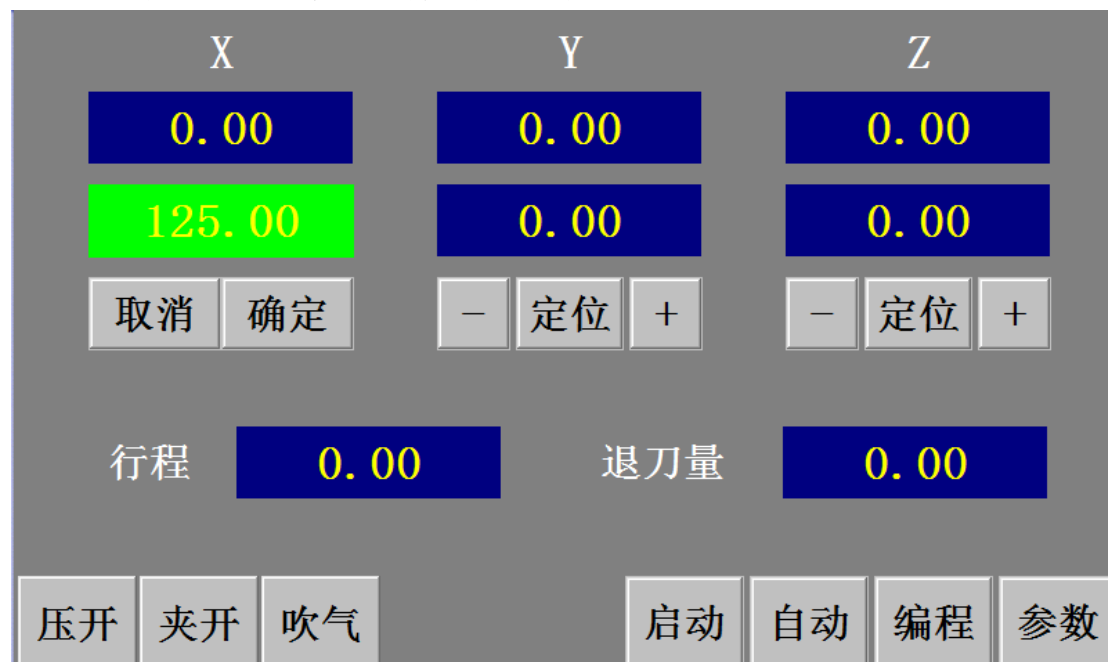 X Y Z
0.00 0.00 0.00
125.00 0.00 0.00
取消 确定 - 定位 + - 定位 +
行程 0.00 退刀量 0.00
压开 夹开 吹气 启动 自动 编程 参数